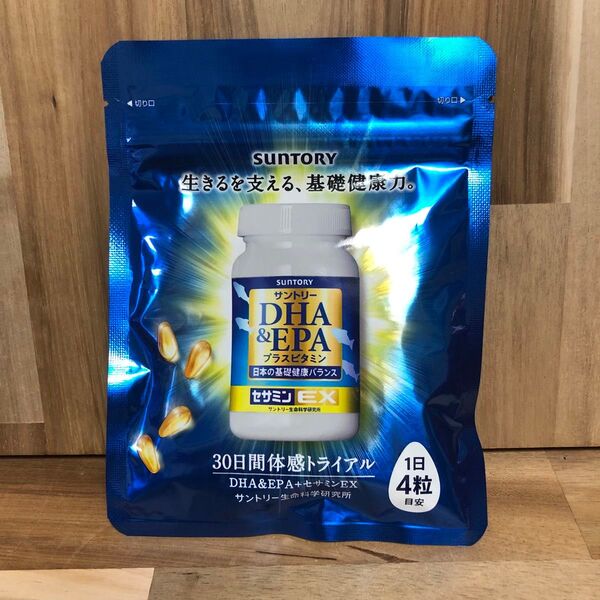 ◀切り口
切り口▶
SUNTORY
生きるを支える、基礎健康力。
SUNTORY
サントリー
DHA
&EPA
プラスビタミン
日本の基礎健康バランス
セサミンEX
サントリー生命科学研究所
30日間体感トライアル
DHA&EPA+セサミンEX
サントリー生命科学研究所
1日
4粒
目安